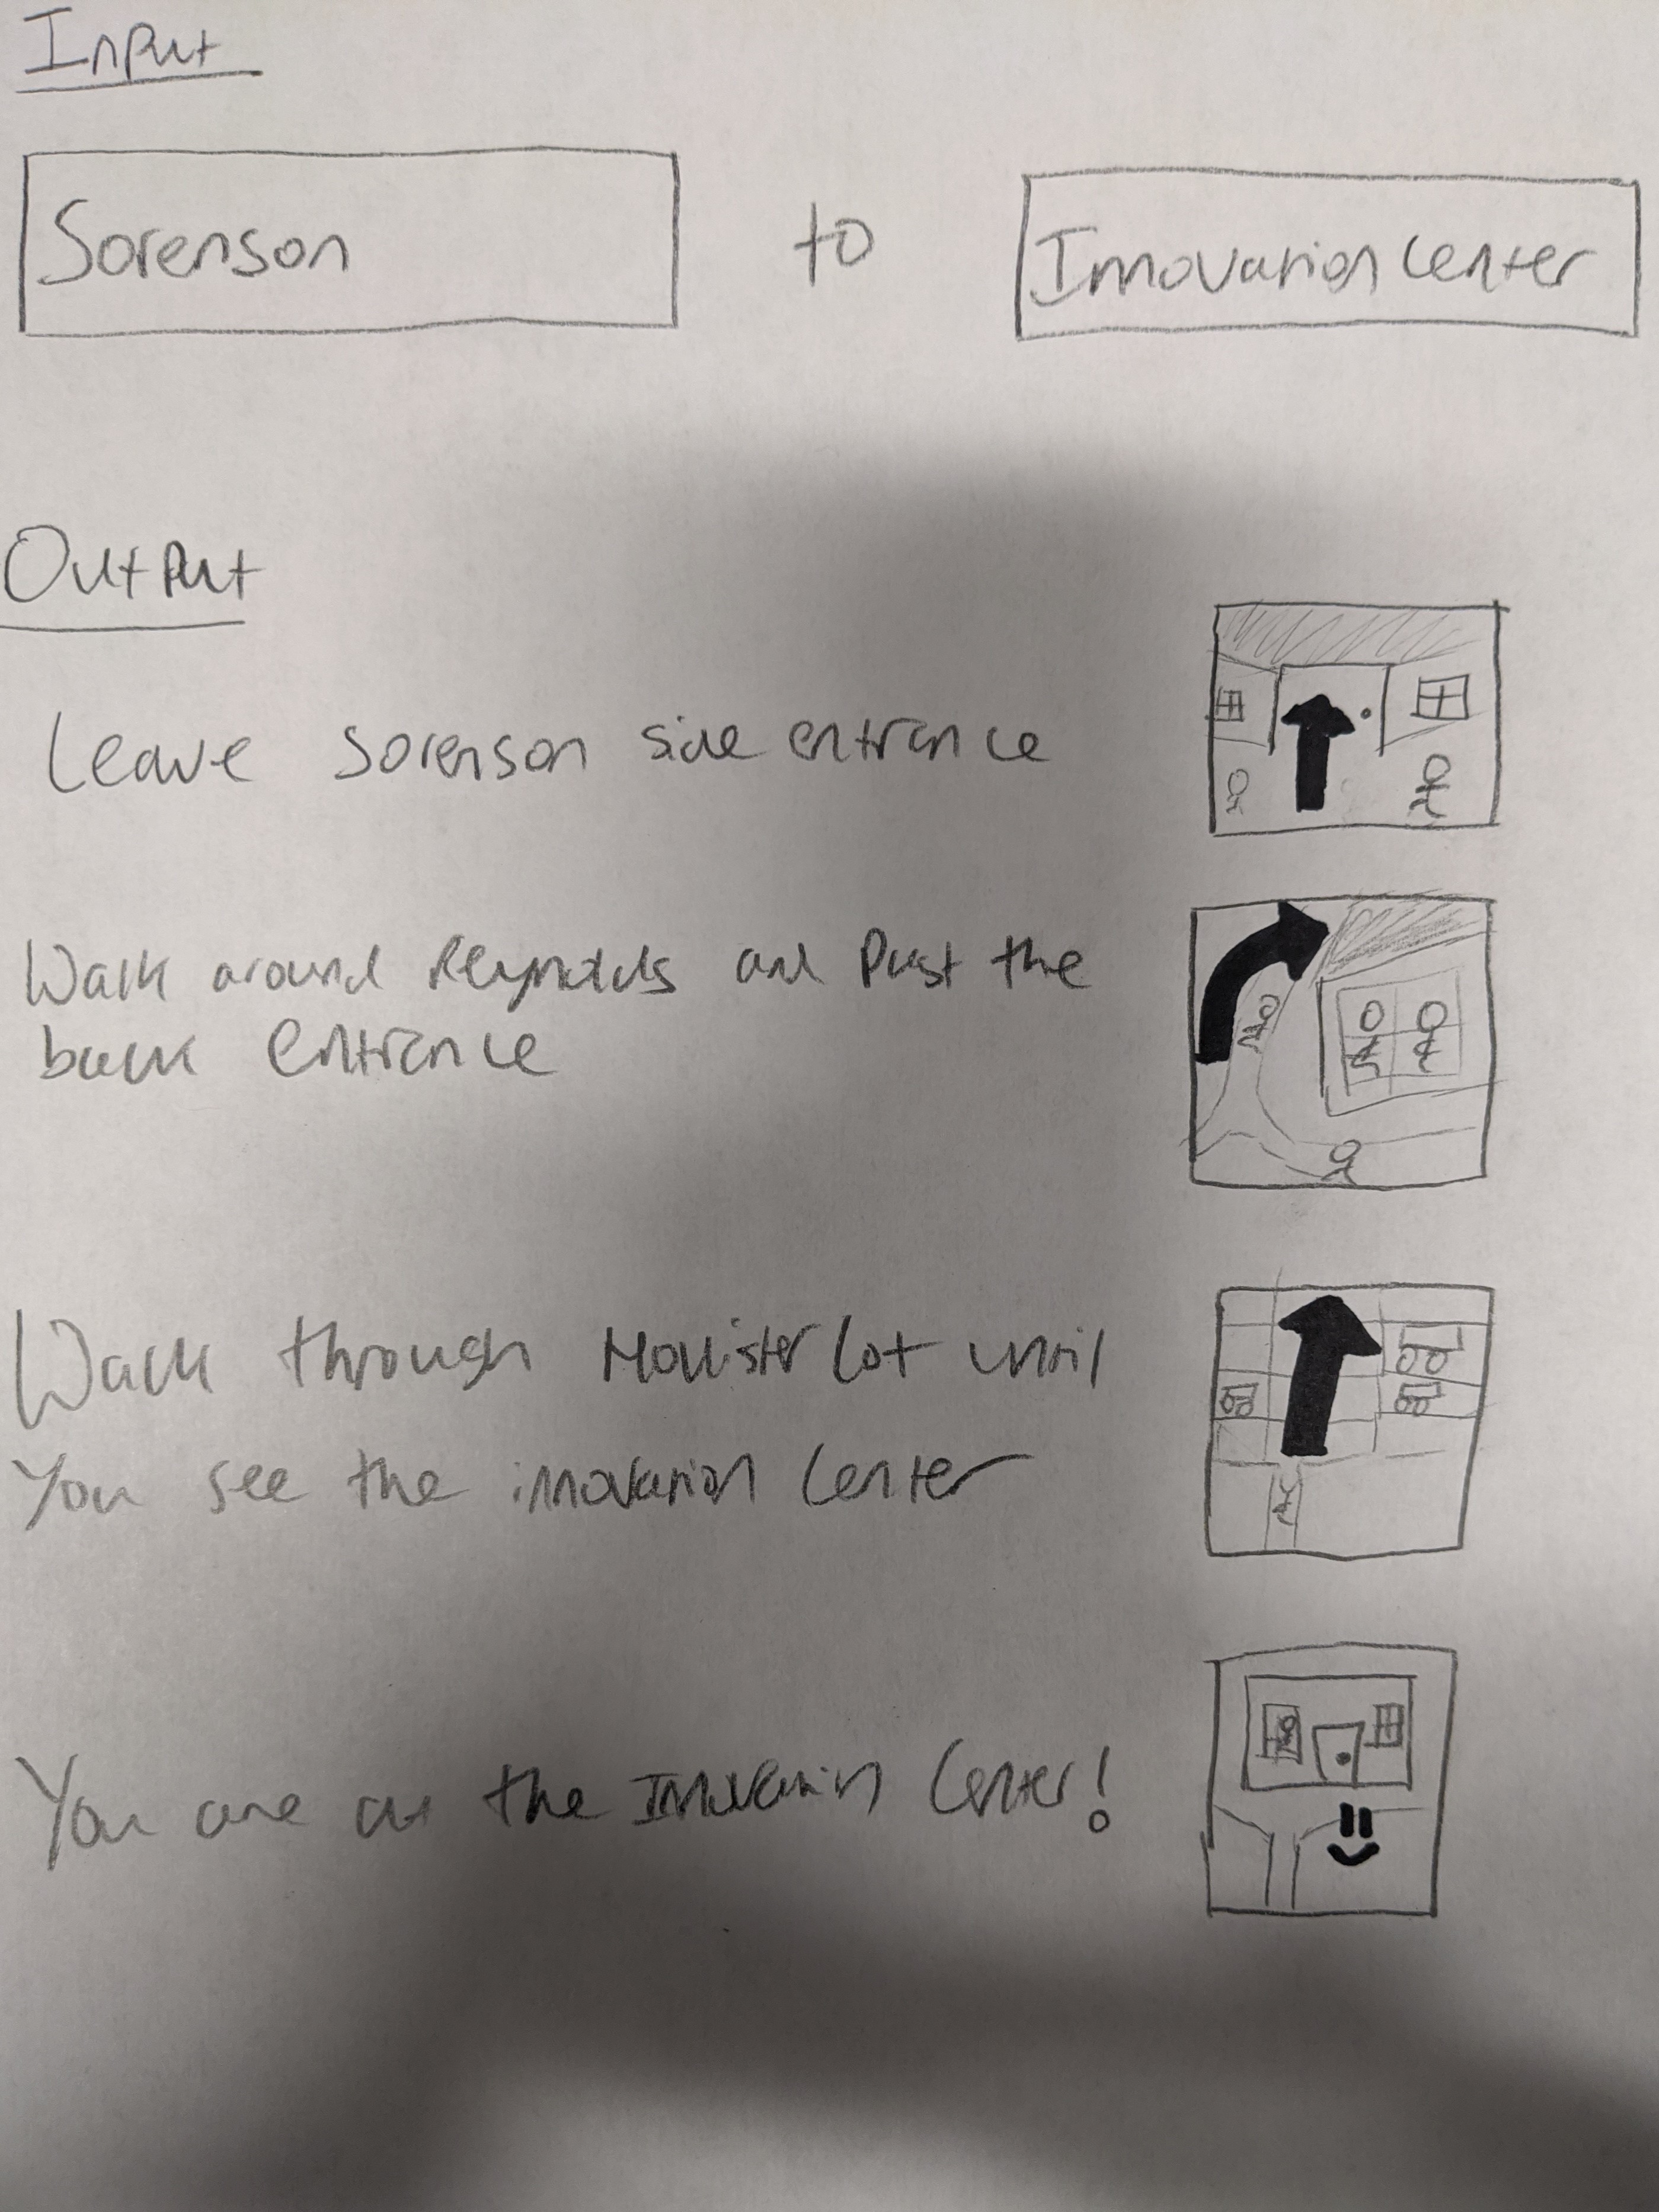 Input
Sorenson to Innovation Center
Output
Leave Sorenson side entrance
Walk around Reynolds and Past the
back entrance
Walk through Hollister Lot until
You see the innovation Center
You are at the Innovation Center!